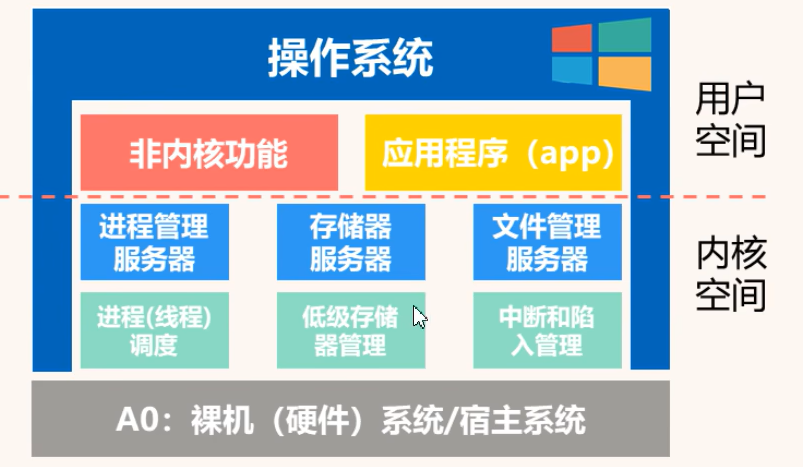 操作系统
非内核功能
应用程序（app）
用户
空间
进程管理
服务器
存储器
服务器
文件管理
服务器
内核
空间
进程(线程)
调度
低级存储
器管理
中断和陷
入管理
A0：裸机（硬件）系统/宿主系统